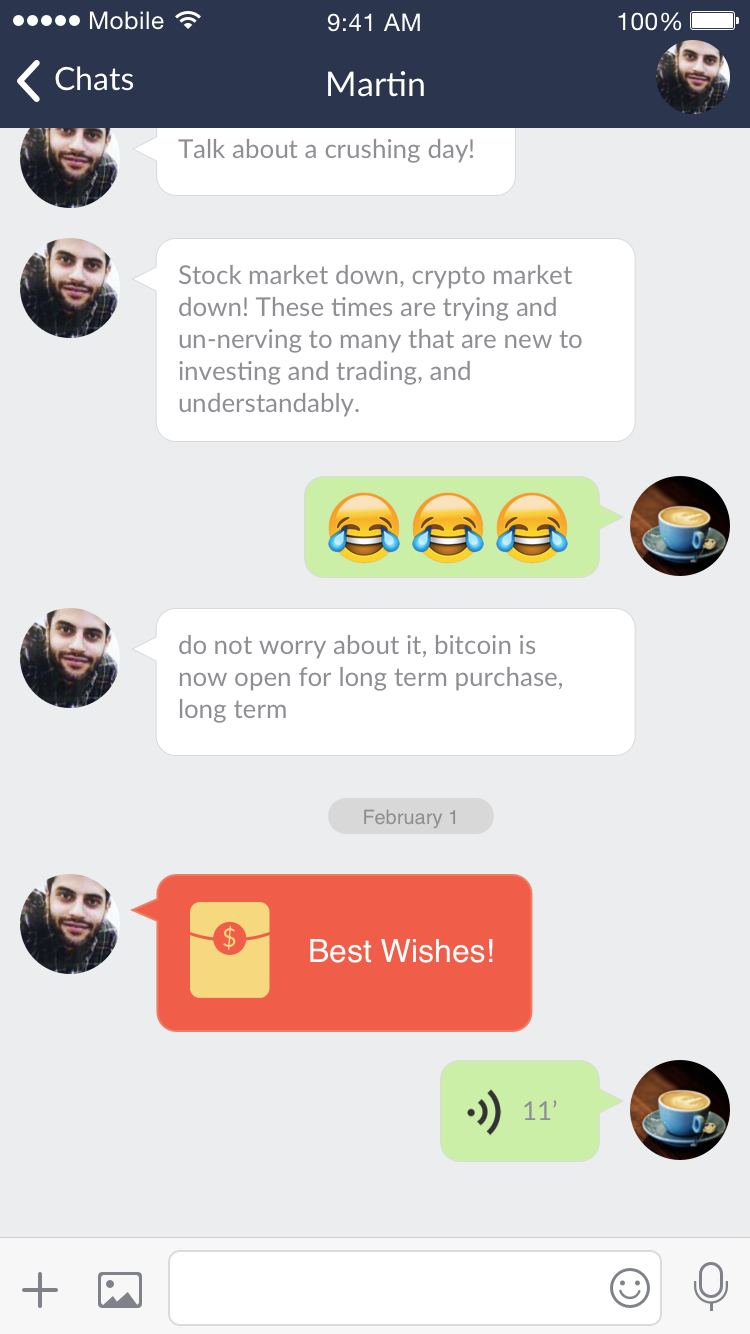 Mobile 9:41 AM 100%
Chats Martin
Talk about a crushing day!
Stock market down, crypto market
down! These times are trying and
un-nerving to many that are new to
investing and trading, and
understandably.
😂😂😂
do not worry about it, bitcoin is
now open for long term purchase,
long term
February 1
$ Best Wishes!
11’